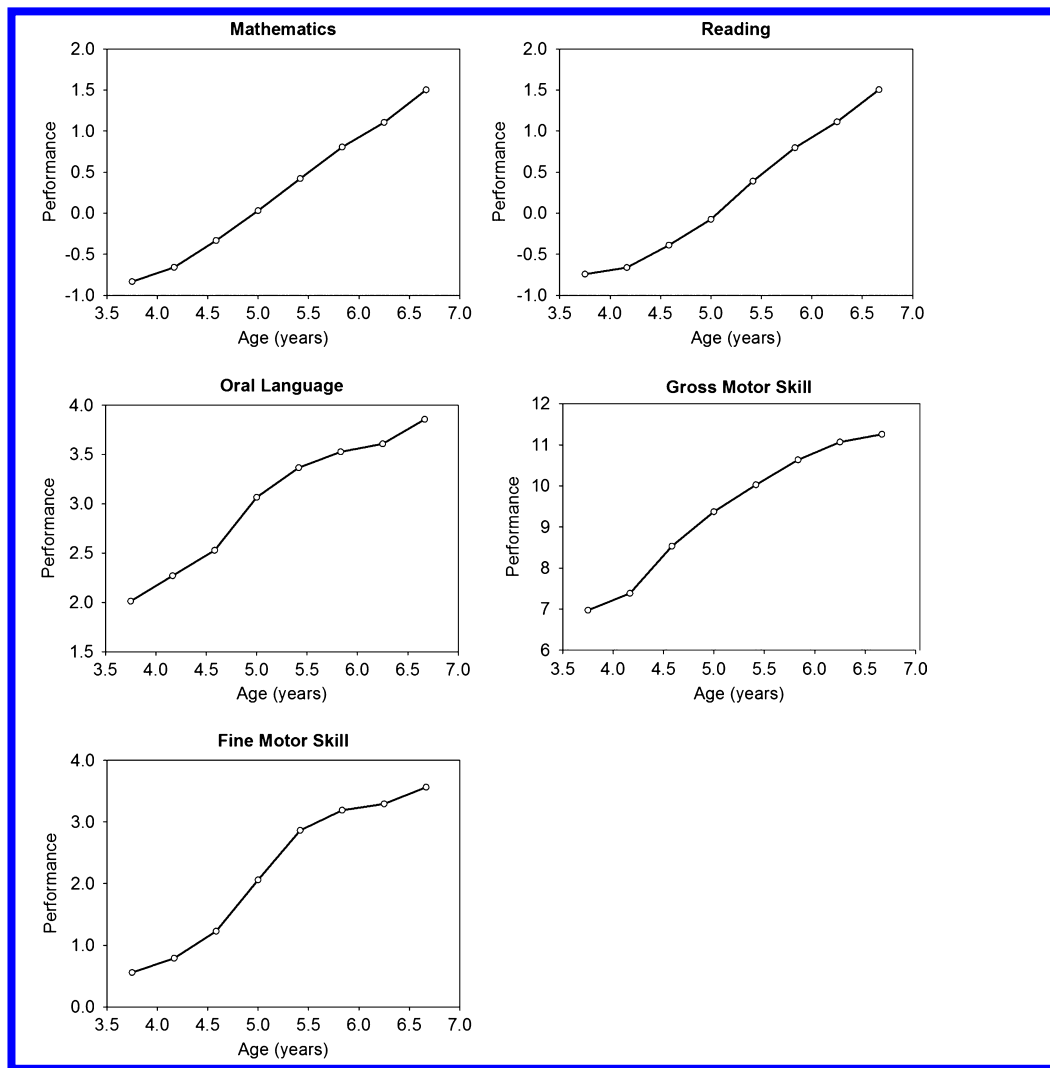 Mathematics
2.0
1.5
1.0
0.5
0.0
-0.5
-1.0
Performance
3.5 4.0 4.5 5.0 5.5 6.0 6.5 7.0
Age (years)
Reading
2.0
1.5
1.0
0.5
0.0
-0.5
-1.0
Performance
3.5 4.0 4.5 5.0 5.5 6.0 6.5 7.0
Age (years)
Oral Language
4.0
3.5
3.0
2.5
2.0
1.5
Performance
3.5 4.0 4.5 5.0 5.5 6.0 6.5 7.0
Age (years)
Gross Motor Skill
12
11
10
9
8
7
6
Performance
3.5 4.0 4.5 5.0 5.5 6.0 6.5 7.0
Age (years)
Fine Motor Skill
4.0
3.0
2.0
1.0
0.0
Performance
3.5 4.0 4.5 5.0 5.5 6.0 6.5 7.0
Age (years)